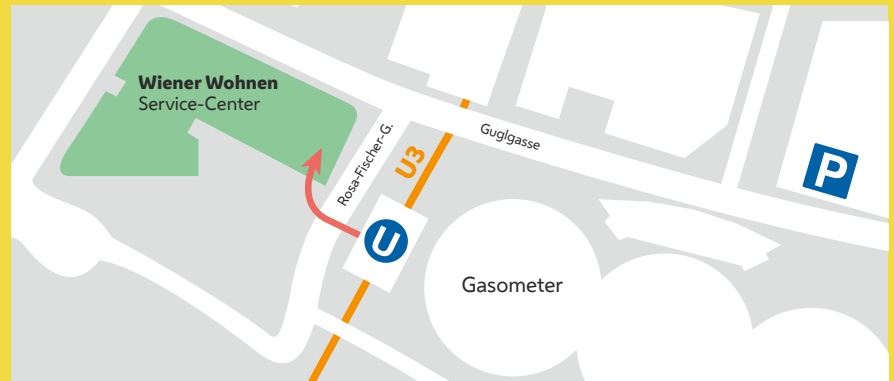 Wiener Wohnen
Service-Center
Rosa-Fischer-G.
U3
Guglgasse
P
U
Gasometer